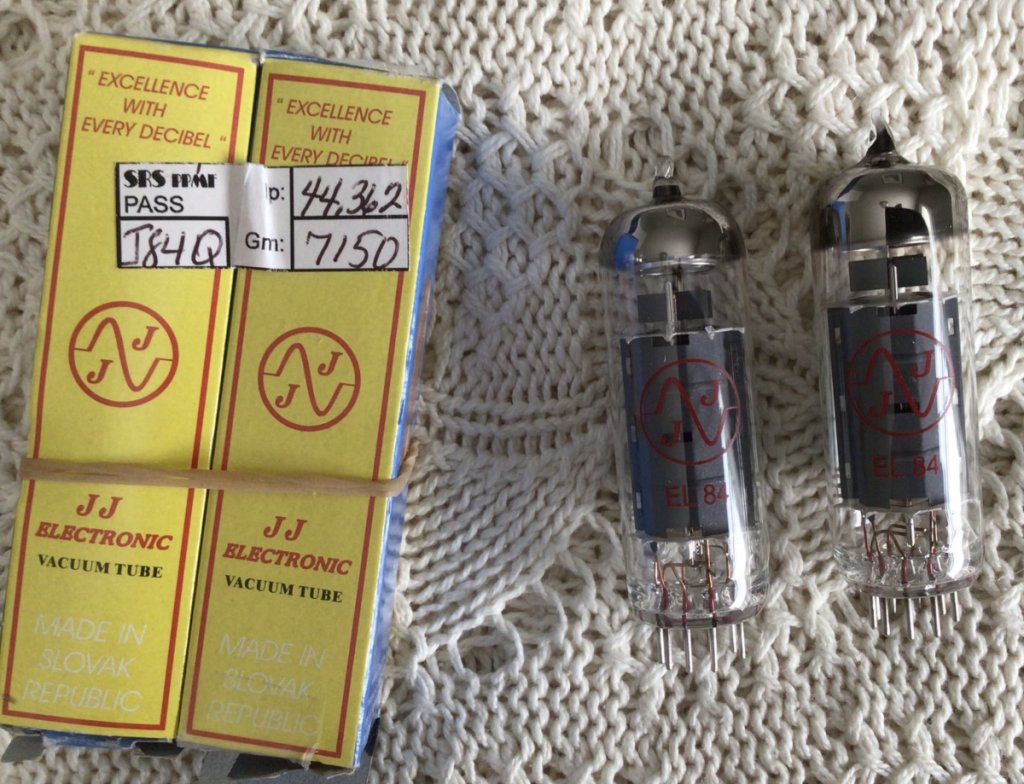 "EXCELLENCE
WITH
EVERY DECIBEL"
"EXCELLENCE
WITH
EVERY DECIBEL"
SRS PPMF
PASS
J84Q
Ip: 44,362
Gm: 7150
J
J
J
J
JJ
ELECTRONIC
VACUUM TUBE
MADE IN
SLOVAK
REPUBLIC
JJ
ELECTRONIC
VACUUM TUBE
MADE IN
SLOVAK
REPUBLIC
J
J
EL 84
J
J
EL 84